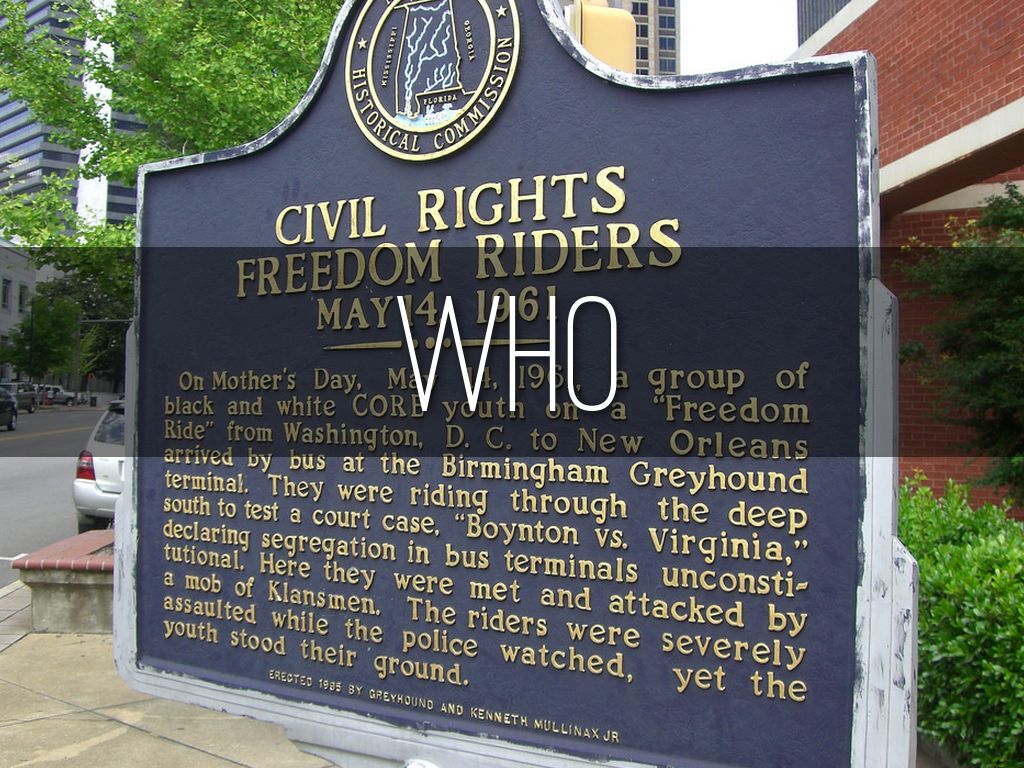 MISSISSIPPI
GEORGIA
FLORIDA
HISTORICAL COMMISSION
CIVIL RIGHTS
FREEDOM RIDERS
MAY 14, 1961
WHO
On Mother's Day, May 14, 1961, a group of
black and white CORE youth on a "Freedom
Ride" from Washington, D. C. to New Orleans
arrived by bus at the Birmingham Greyhound
terminal. They were riding through the deep
south to test a court case, "Boynton vs. Virginia,"
declaring segregation in bus terminals unconsti-
tutional. Here they were met and attacked by
a mob of Klansmen. The riders were severely
assaulted while the police watched, yet the
youth stood their ground.
ERECTED 1995 BY GREYHOUND AND KENNETH MULLINAX JR